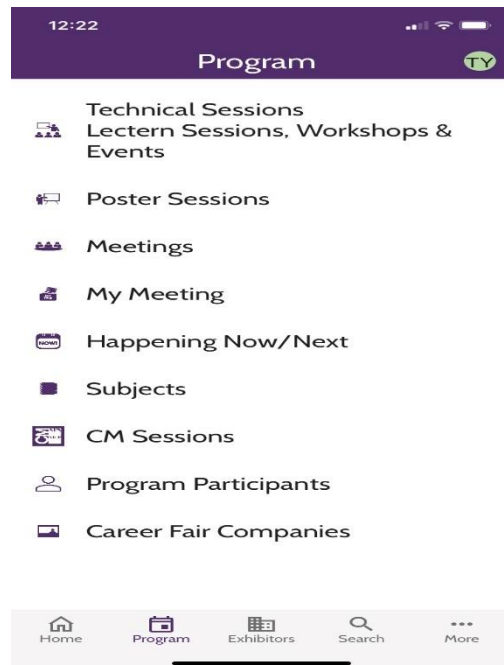 12:22
Program
TY
Technical Sessions
Lectern Sessions, Workshops &
Events
Poster Sessions
Meetings
My Meeting
NOW!
Happening Now/Next
Subjects
CM Sessions
Program Participants
Career Fair Companies
Home Program Exhibitors Search More